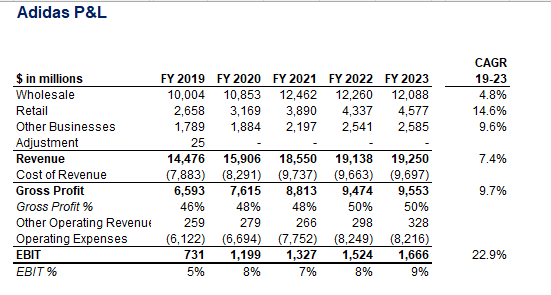 Adidas P&L
CAGR
$ in millions FY 2019 FY 2020 FY 2021 FY 2022 FY 2023 19-23
Wholesale 10,004 10,853 12,462 12,260 12,088 4.8%
Retail 2,658 3,169 3,890 4,337 4,577 14.6%
Other Businesses 1,789 1,884 2,197 2,541 2,585 9.6%
Adjustment 25 - - - -
Revenue 14,476 15,906 18,550 19,138 19,250 7.4%
Cost of Revenue (7,883) (8,291) (9,737) (9,663) (9,697)
Gross Profit 6,593 7,615 8,813 9,474 9,553 9.7%
Gross Profit % 46% 48% 48% 50% 50%
Other Operating Revenue 259 279 266 298 328
Operating Expenses (6,122) (6,694) (7,752) (8,249) (8,216)
EBIT 731 1,199 1,327 1,524 1,666 22.9%
EBIT % 5% 8% 7% 8% 9%